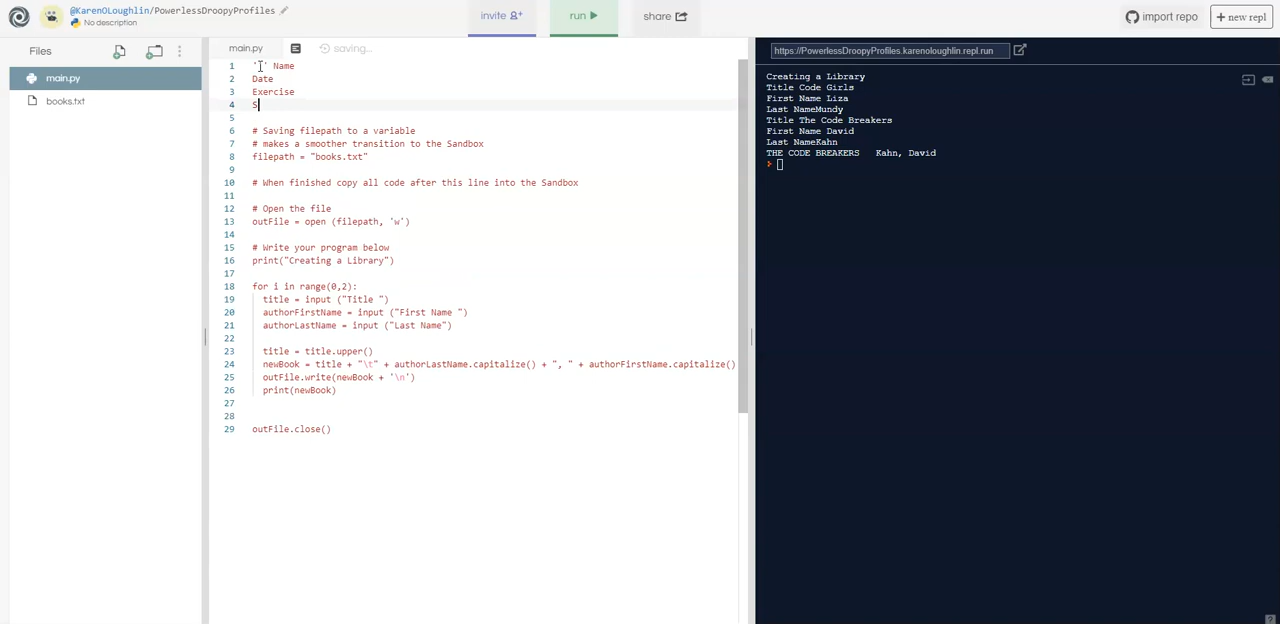 @KarenOLoughlin/PowerlessDroopyProfiles
No description
invite
run
share
import repo
+ new repl
Files
main.py
books.txt
main.py
saving...
1 ''' Name
2 Date
3 Exercise
4 S
5
6 # Saving filepath to a variable
7 # makes a smoother transition to the Sandbox
8 filepath = "books.txt"
9
10 # When finished copy all code after this line into the Sandbox
11
12 # Open the file
13 outFile = open (filepath, 'w')
14
15 # Write your program below
16 print("Creating a Library")
17
18 for i in range(0,2):
19 title = input ("Title ")
20 authorFirstName = input ("First Name ")
21 authorLastName = input ("Last Name")
22
23 title = title.upper()
24 newBook = title + "\t" + authorLastName.capitalize() + ", " + authorFirstName.capitalize()
25 outFile.write(newBook + '\n')
26 print(newBook)
27
28
29 outFile.close()
https://PowerlessDroopyProfiles.karenoloughlin.repl.run
Creating a Library
Title Code Girls
First Name Liza
Last NameMundy
Title The Code Breakers
First Name David
Last NameKahn
THE CODE BREAKERS Kahn, David
>
?